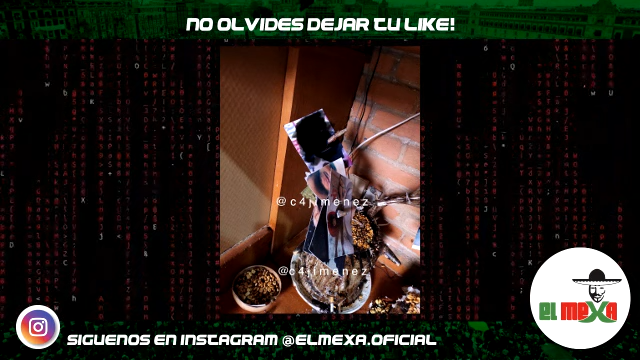 NO OLVIDES DEJAR TU LIKE!
@c4jimenez
@c4jimenez
EL MEXA
SIGUENOS EN INSTAGRAM @ELMEXA.OFICIAL